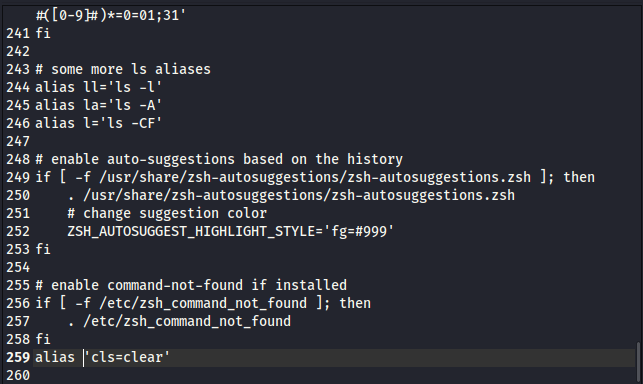 #([0-9]#)*=0=01;31'
241 fi
242
243 # some more ls aliases
244 alias ll='ls -l'
245 alias la='ls -A'
246 alias l='ls -CF'
247
248 # enable auto-suggestions based on the history
249 if [ -f /usr/share/zsh-autosuggestions/zsh-autosuggestions.zsh ]; then
250     . /usr/share/zsh-autosuggestions/zsh-autosuggestions.zsh
251     # change suggestion color
252     ZSH_AUTOSUGGEST_HIGHLIGHT_STYLE='fg=#999'
253 fi
254
255 # enable command-not-found if installed
256 if [ -f /etc/zsh_command_not_found ]; then
257     . /etc/zsh_command_not_found
258 fi
259 alias 'cls=clear'
260